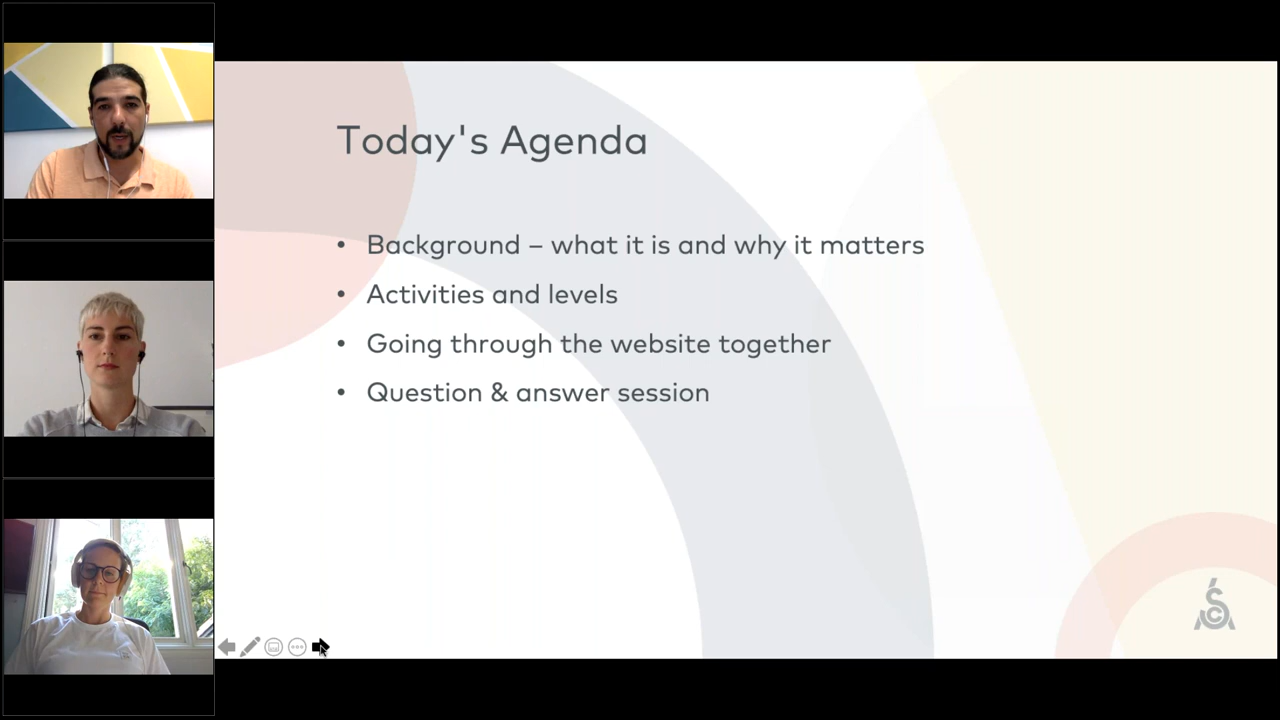 Today's Agenda
• Background – what it is and why it matters
• Activities and levels
• Going through the website together
• Question & answer session